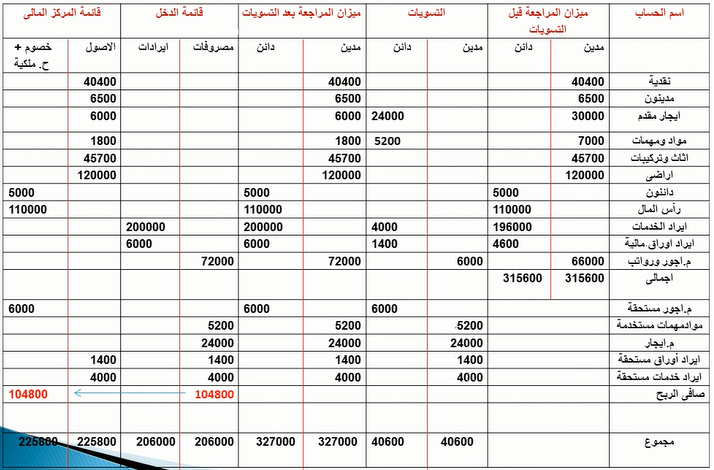 اسم الحساب ميزان المراجعة قبل التسويات التسويات ميزان المراجعة بعد التسويات قائمة الدخل قائمة المركز المالى
مدين دائن مدين دائن مدين دائن مصروفات ايرادات الاصول خصوم + ح. ملكية
نقدية 40400 40400 40400
مدينون 6500 6500 6500
ايجار مقدم 30000 24000 6000 6000
مواد ومهمات 7000 5200 1800 1800
اثاث وتركيبات 45700 45700 45700
اراضى 120000 120000 120000
دائنون 5000 5000 5000
رأس المال 110000 110000 110000
ايراد الخدمات 196000 4000 200000 200000
ايراد اوراق مالية 4600 1400 6000 6000
م.اجور ورواتب 66000 6000 72000 72000
اجمالى 315600 315600
م.اجور مستحقة 6000 6000 6000
موادمهمات مستخدمة 5200 5200 5200
م.ايجار 24000 24000 24000
ايراد أوراق مستحقة 1400 1400 1400 1400
ايراد خدمات مستحقة 4000 4000 4000 4000
صافى الربح 104800 104800
مجموع 40600 40600 327000 327000 206000 206000 225800 225800